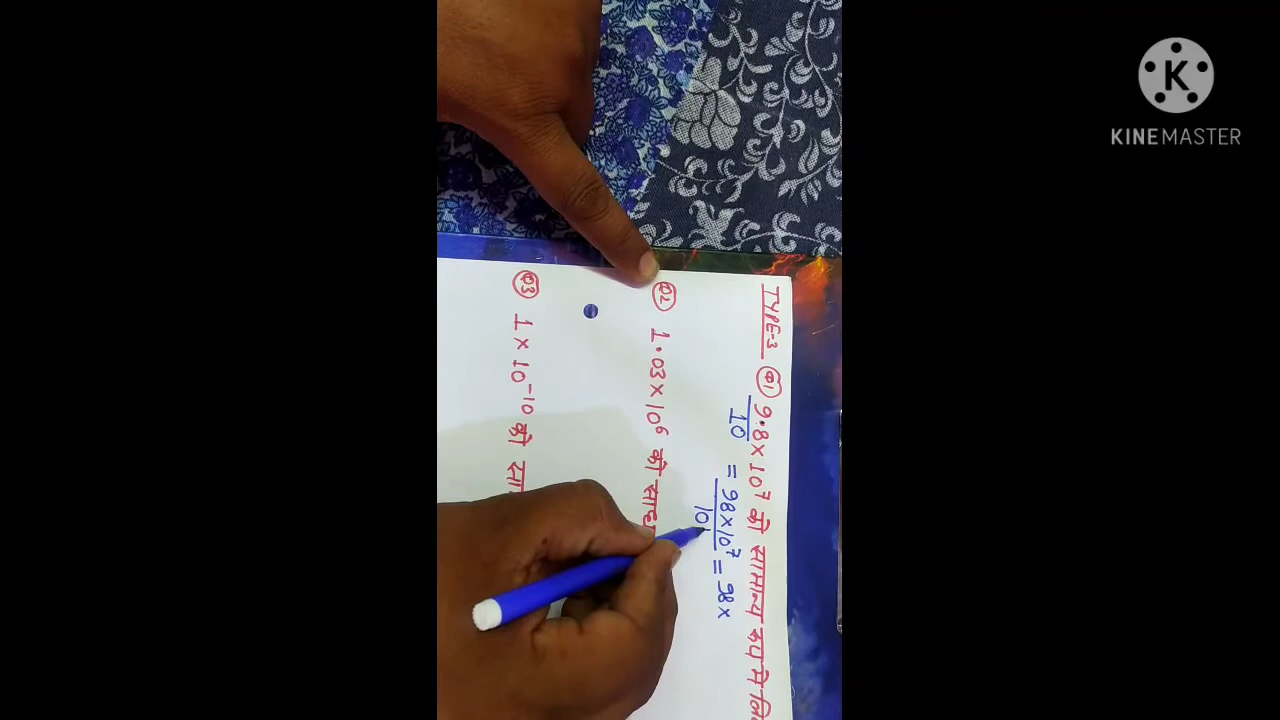 TYPE-3 Q1 9.8×10⁷ को सामान्य रूप में
10
= 98×10⁷ = 98×
10¹
Q2 1.03×10⁶ को
Q3 1×10⁻¹⁰ को
KINEMASTER